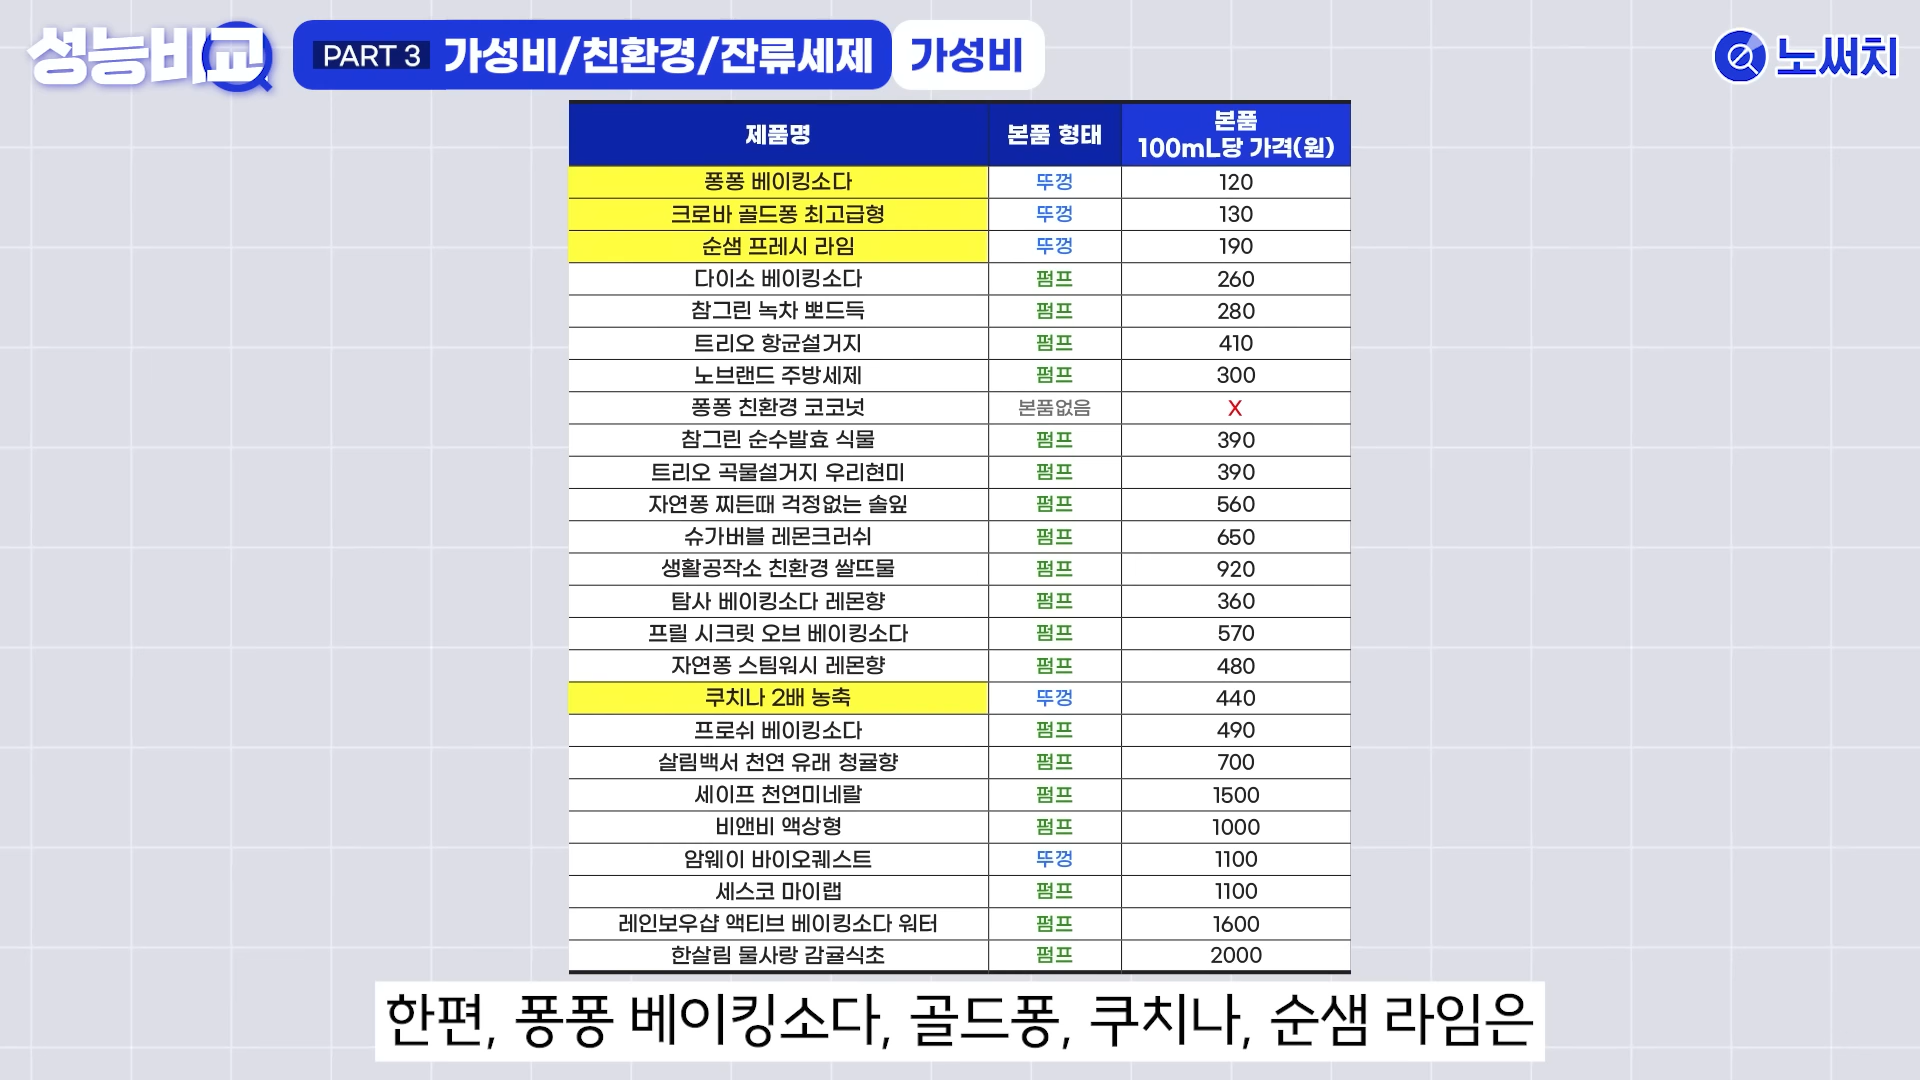 성능비교
PART 3 가성비/친환경/잔류세제 가성비
노써치
제품명 본품 형태 본품 100mL당 가격(원)
퐁퐁 베이킹소다 뚜껑 120
크로바 골드퐁 최고급형 뚜껑 130
순샘 프레시 라임 뚜껑 190
다이소 베이킹소다 펌프 260
참그린 녹차 뽀드득 펌프 280
트리오 항균설거지 펌프 410
노브랜드 주방세제 펌프 300
퐁퐁 친환경 코코넛 본품없음 X
참그린 순수발효 식물 펌프 390
트리오 곡물설거지 우리현미 펌프 390
자연퐁 찌든때 걱정없는 솔잎 펌프 560
슈가버블 레몬크러쉬 펌프 650
생활공작소 친환경 쌀뜨물 펌프 920
탐사 베이킹소다 레몬향 펌프 360
프릴 시크릿 오브 베이킹소다 펌프 570
자연퐁 스팀워시 레몬향 펌프 480
쿠치나 2배 농축 뚜껑 440
프로쉬 베이킹소다 펌프 490
살림백서 천연 유래 청귤향 펌프 700
세이프 천연미네랄 펌프 1500
비앤비 액상형 펌프 1000
암웨이 바이오퀘스트 뚜껑 1100
세스코 마이랩 펌프 1100
레인보우샵 액티브 베이킹소다 워터 펌프 1600
한살림 물사랑 감귤식초 펌프 2000
한편, 퐁퐁 베이킹소다, 골드퐁, 쿠치나, 순샘 라임은